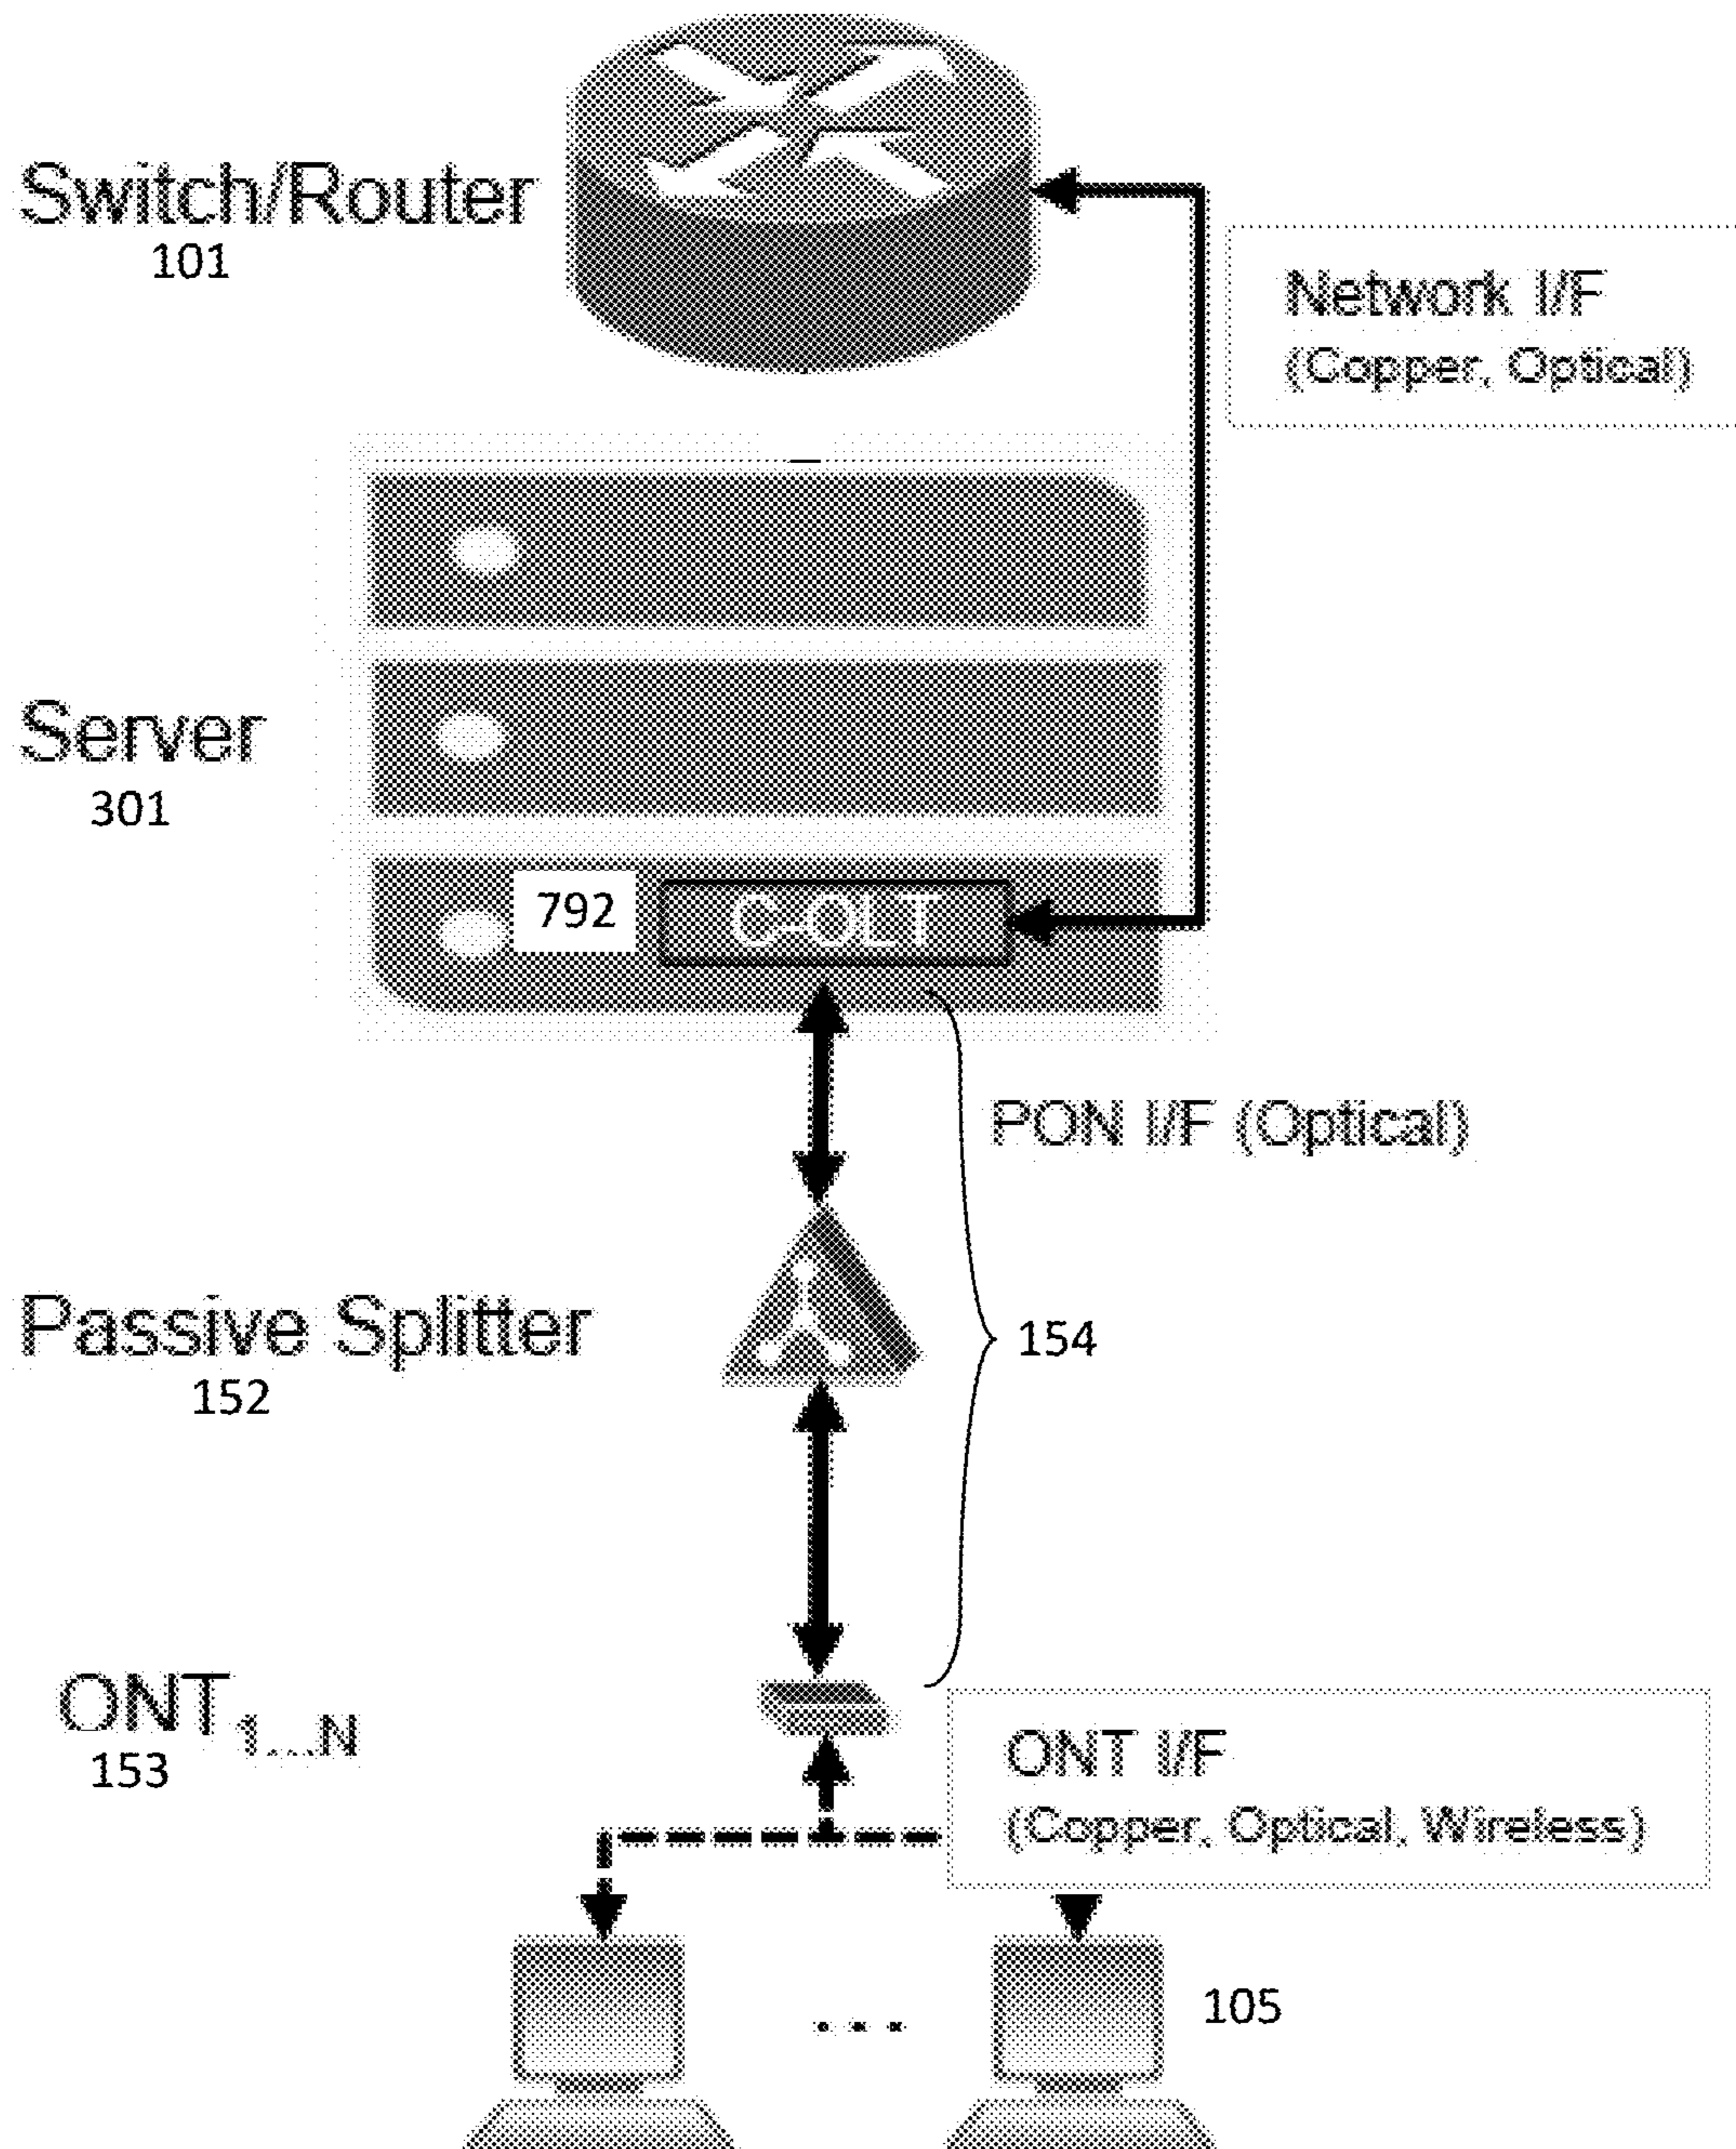 Switch/Router
101
Network I/F
(Copper, Optical)
Server
301
792
C-OLT
PON I/F (Optical)
Passive Splitter
152
154
ONT1...N
153
ONT I/F
(Copper, Optical, Wireless)
105